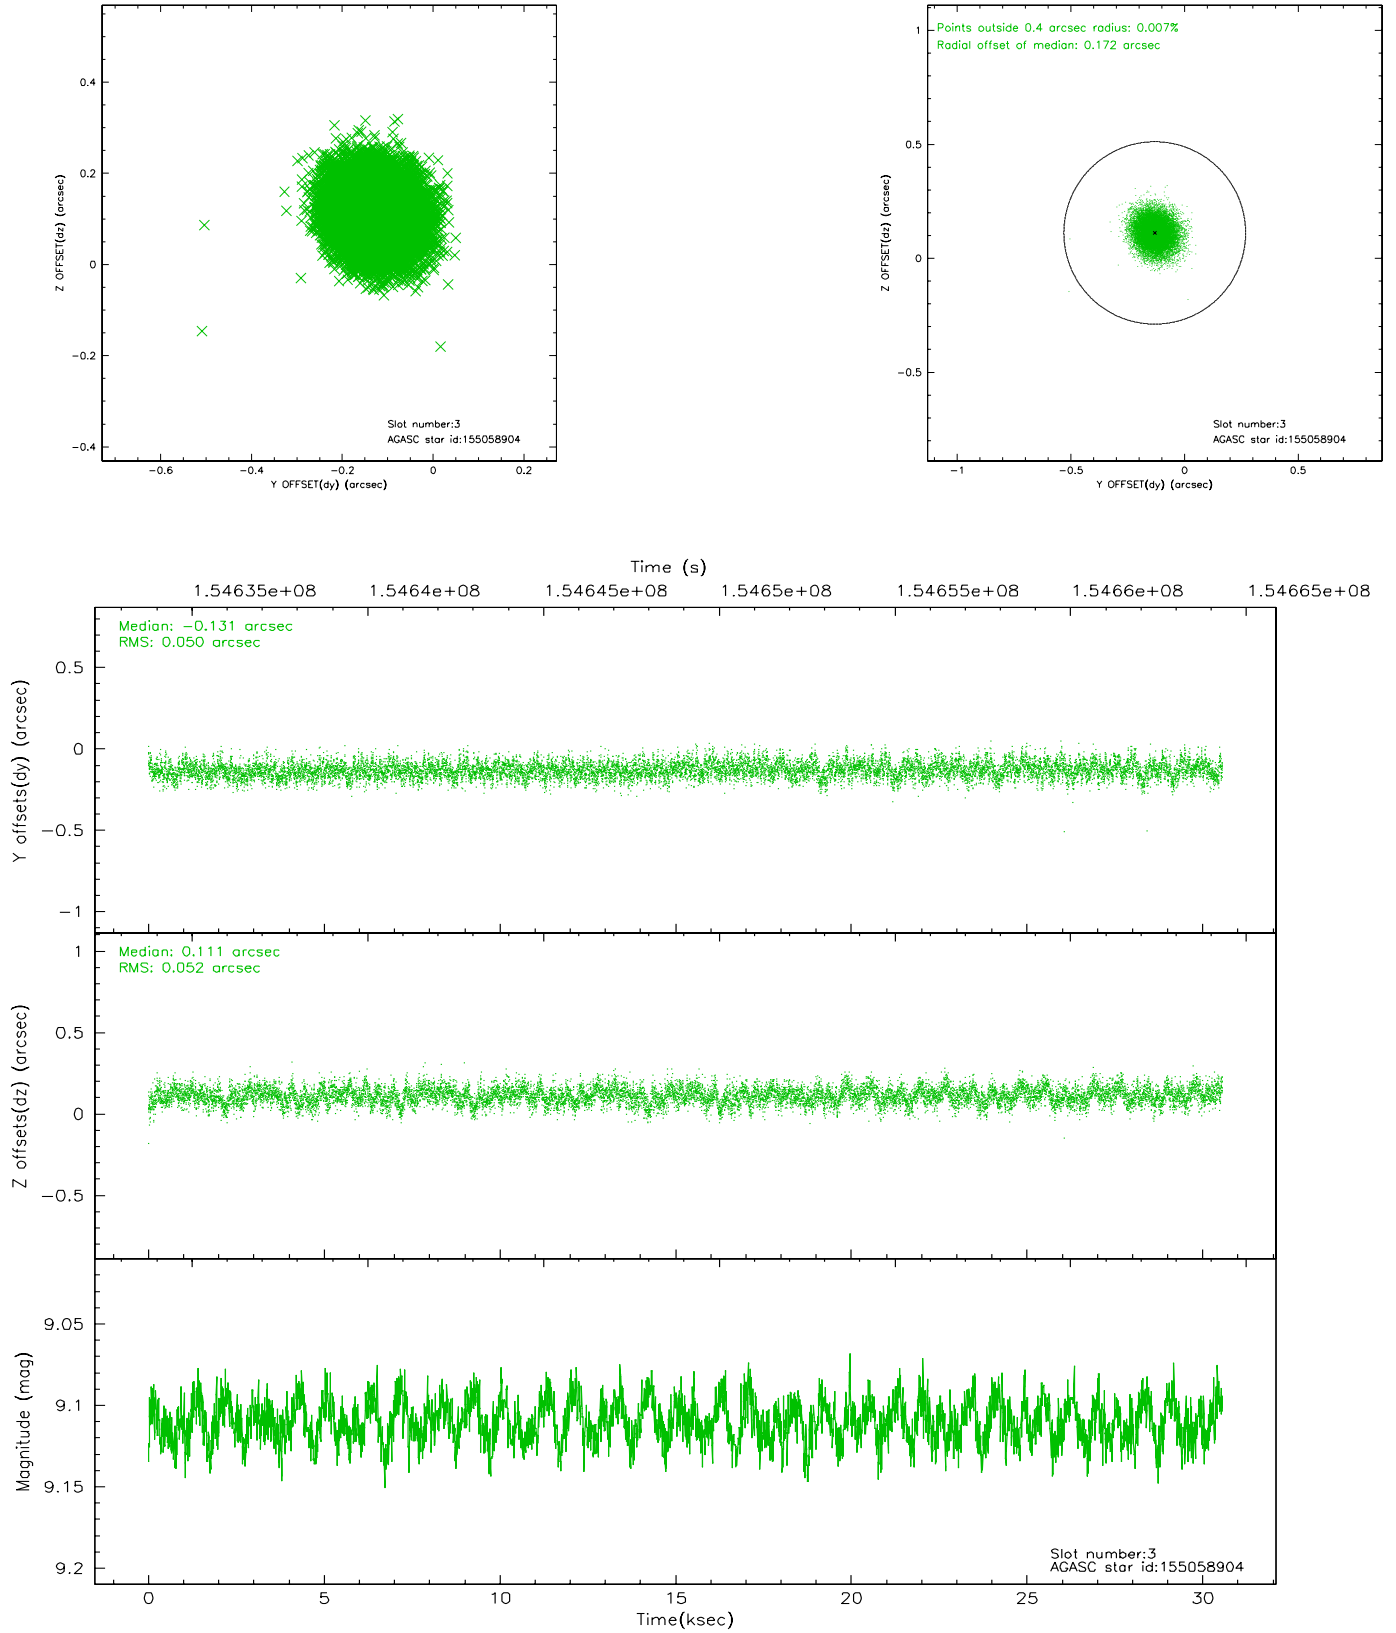 0.4
0.2
0
−0.2
−0.4
Z OFFSET(dz) (arcsec)
Slot number:3
AGASC star id:155058904
−0.6 −0.4 −0.2 0 0.2
Y OFFSET(dy) (arcsec)
Points outside 0.4 arcsec radius: 0.007%
Radial offset of median: 0.172 arcsec
1
0.5
0
−0.5
Z OFFSET(dz) (arcsec)
Slot number:3
AGASC star id:155058904
−1 −0.5 0 0.5
Y OFFSET(dy) (arcsec)
Time (s)
1.54635e+08 1.5464e+08 1.54645e+08 1.5465e+08 1.54655e+08 1.5466e+08 1.54665e+08
Median: −0.131 arcsec
RMS: 0.050 arcsec
0.5
0
−0.5
−1
Y offsets(dy) (arcsec)
Median: 0.111 arcsec
RMS: 0.052 arcsec
1
0.5
0
−0.5
Z offsets(dz) (arcsec)
9.05
9.1
9.15
9.2
Magnitude (mag)
Slot number:3
AGASC star id:155058904
0 5 10 15 20 25 30
Time(ksec)